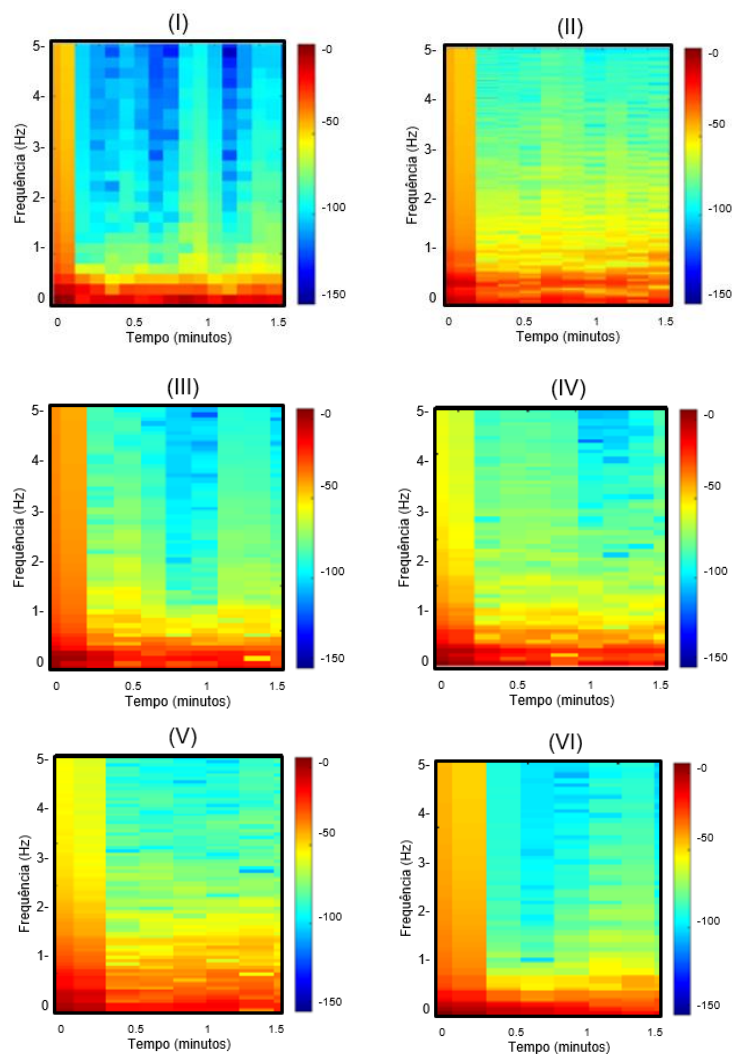 (I)
5-
4-
3-
2-
1-
0
Frequência (Hz)
0 0.5 1 1.5
Tempo (minutos)
-0
-50
-100
-150
(II)
5-
4-
3-
2-
1-
0
Frequência (Hz)
0 0.5 1 1.5
Tempo (minutos)
-0
-50
-100
-150
(III)
5-
4-
3-
2-
1-
0
Frequência (Hz)
0 0.5 1 1.5
Tempo (minutos)
-0
-50
-100
-150
(IV)
5-
4-
3-
2-
1-
0
Frequência (Hz)
0 0.5 1 1.5
Tempo (minutos)
-0
-50
-100
-150
(V)
5-
4-
3-
2-
1-
0
Frequência (Hz)
0 0.5 1 1.5
Tempo (minutos)
-0
-50
-100
-150
(VI)
5-
4-
3-
2-
1-
0
Frequência (Hz)
0 0.5 1 1.5
Tempo (minutos)
-0
-50
-100
-150